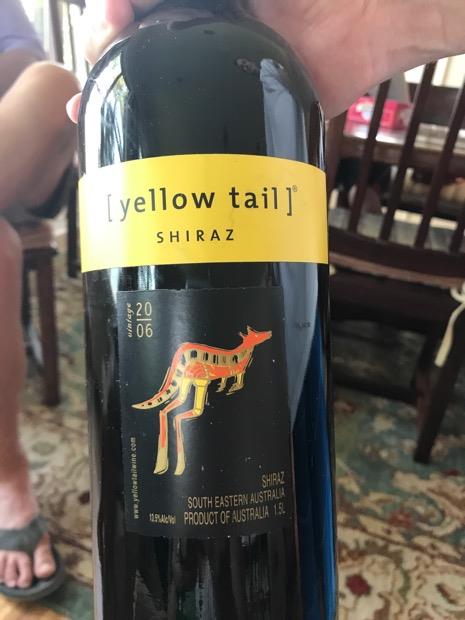 [ yellow tail ]®
SHIRAZ
vintage
20
06
www.yellowtailwine.com
SHIRAZ
SOUTH EASTERN AUSTRALIA
13.5%Alc/Vol PRODUCT OF AUSTRALIA 1.5L